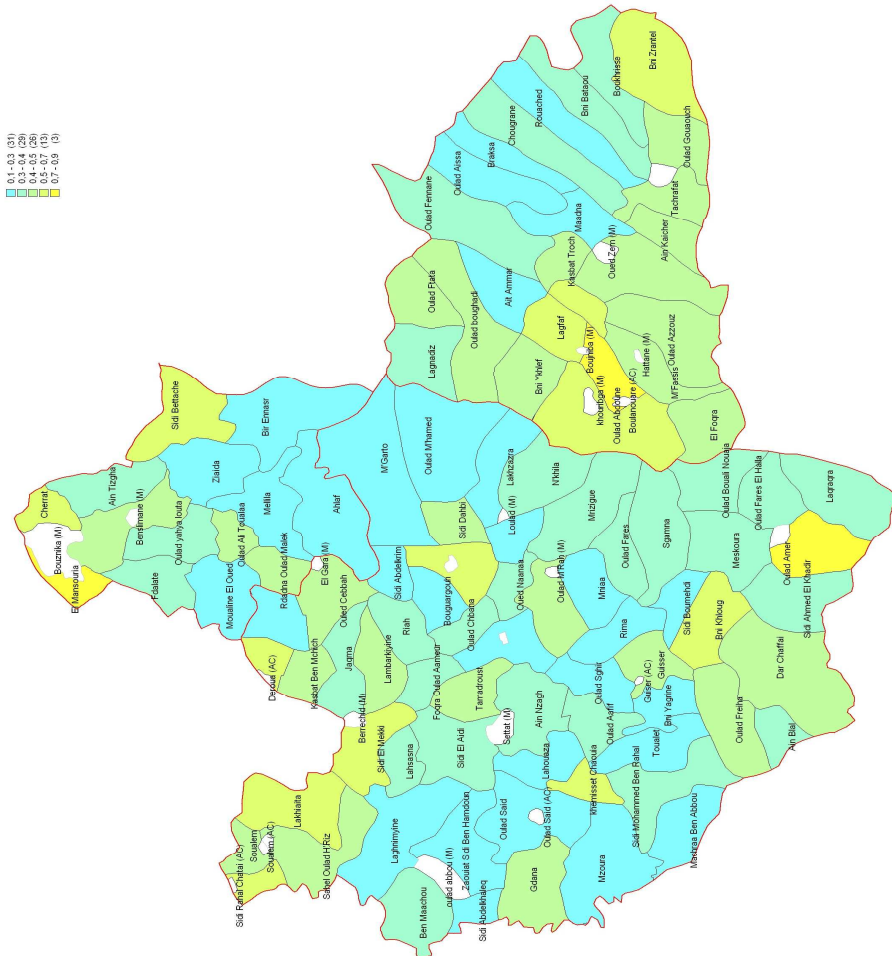 0,1 - 0,3 (31)
0,3 - 0,4 (29)
0,4 - 0,5 (26)
0,5 - 0,7 (13)
0,7 - 0,9 (3)
Cherrat
Bouznika (M)
El Mansouria
Ain Tizgha
Benslimane (M)
Fdalate
Oulad yahya louta
Oulad Ali Toualaa
Moualine El Oued
Ziaida
Sidi Bettache
Bir Ennasr
Mellila
Ahlaf
Rdadna Oulad Malek
El Gara (M)
Deroua (AC)
Kasbat Ben Mchich
Ouled Cebbah
Jaqma
Lambarkiyine
Riah
Sidi Abdelkrim
M'Garto
Oulad M'hamed
Sidi Dahbi
Bouguargouh
Oulad Chbana
Foqra Oulad Aameur
Berrechid (M)
Sidi El Mekki
Lahsasna
Sidi El Aidi
Tarradroust
Ain Nzagh
Settat (M)
Lakhiaita
Soualem
Soualem (AC)
Sidi Rahal Chatai (AC)
Sahel Oulad H'Riz
Laghnimyine
Ben Maachou
oulad abbou (M)
Zaouiat Sidi Ben Hamdoun
Sidi Abdelkhaleq
Oulad Said
Oulad Said (AC)
Lahouaza
Gdana
Mzoura
khemisset Chaouia
Sidi Mohammed Ben Rahal
Machraa Ben Abbou
Toualet
Bni Yagrine
Oulad Aafif
Oulad Sghir
Guiser (AC)
Guisser
Rima
Mniaa
Oulad M'Rah (M)
Oued Naanaa
Loulad (M)
Lakhzazra
N'khila
Mrizigue
Oulad Fares
Sgamna
Meskoura
Oulad Bouali Nouaja
Oulad Fares El Halla
Laqraqra
Oulad Amer
Sidi Ahmed El Khadir
Sidi Boumehdi
Bni Khloug
Dar Chaffai
Oulad Freiha
Ain Blal
Oulad Fennane
Oulad Aissa
Braksa
Chougrane
Rouached
Bni Bataou
Boukhrissa
Bni Zrantel
Oulad Gouaouch
Tachrafat
Maadna
Oued Zem (M)
Ain Kaicher
Kasbat Troch
Ait Ammar
Oulad Ftata
Oulad boughadi
Lagnadiz
Bni Ykhlef
Lagfaf
Boujniba (M)
khouribga (M)
Oulad Abdoune
Boulanouare (AC)
Hattane (M)
Oulad Azzouz
M'Fassis
El Foqra